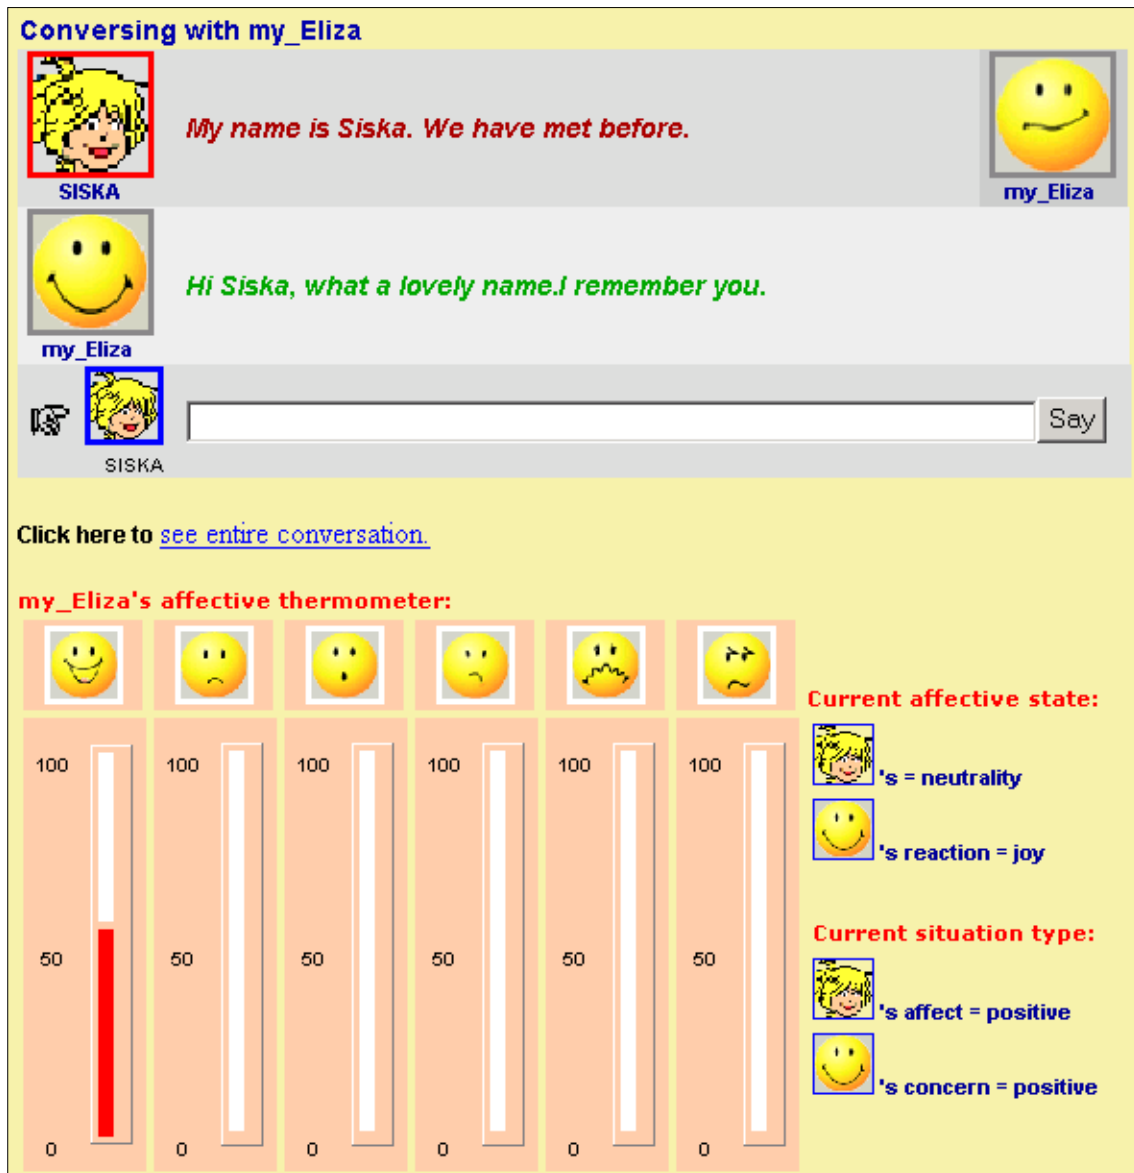 Conversing with my_Eliza
My name is Siska. We have met before.
SISKA
my_Eliza
Hi Siska, what a lovely name.I remember you.
my_Eliza
Say
SISKA
Click here to see entire conversation.
my_Eliza's affective thermometer:
Current affective state:
100 100 100 100 100 100
's = neutrality
's reaction = joy
Current situation type:
50 50 50 50 50 50
's affect = positive
's concern = positive
0 0 0 0 0 0